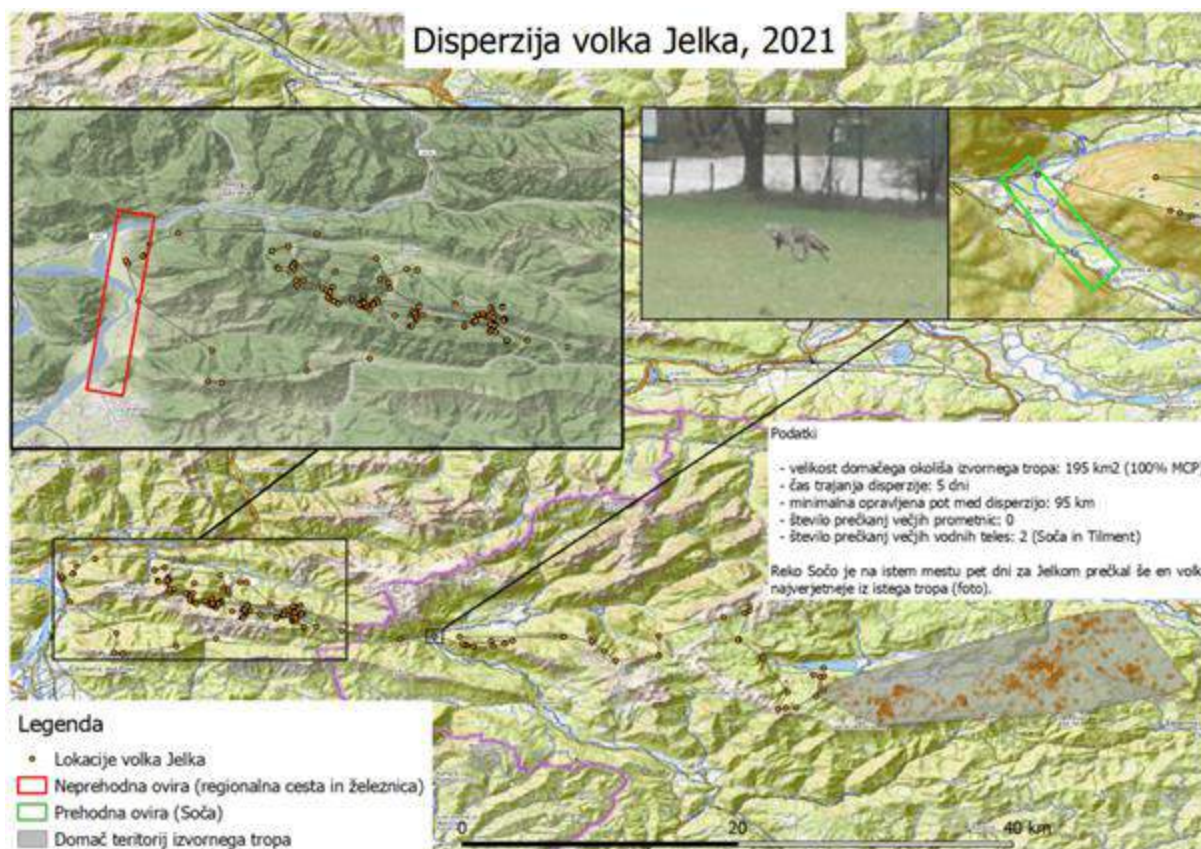 Disperzija volka Jelka, 2021
Podatki
- velikost domačega okoliša izvornega tropa: 195 km2 (100% MCP)
- čas trajanja disperzije: 5 dni
- minimalna opravljena pot med disperzijo: 95 km
- število prečkanj večjih prometnic: 0
- število prečkanj večjih vodnih teles: 2 (Soča in Tilment)
Reko Sočo je na istem mestu pet dni za Jelkom prečkal še en volk
najverjetneje iz istega tropa (foto).
Legenda
Lokacije volka Jelka
Neprehodna ovira (regionalna cesta in železnica)
Prehodna ovira (Soča)
Domač teritorij izvornega tropa
0 20 40 km